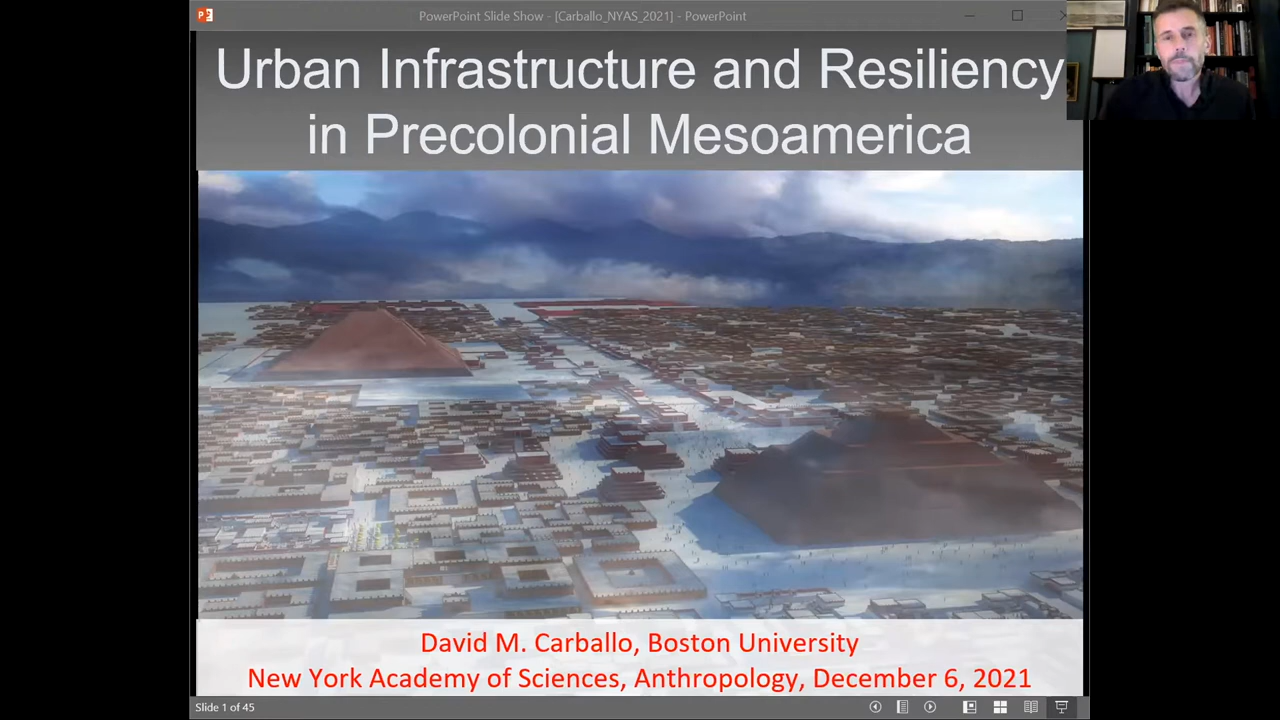 PowerPoint Slide Show - [Carballo_NYAS_2021] - PowerPoint
Urban Infrastructure and Resiliency
in Precolonial Mesoamerica
David M. Carballo, Boston University
New York Academy of Sciences, Anthropology, December 6, 2021
Slide 1 of 45